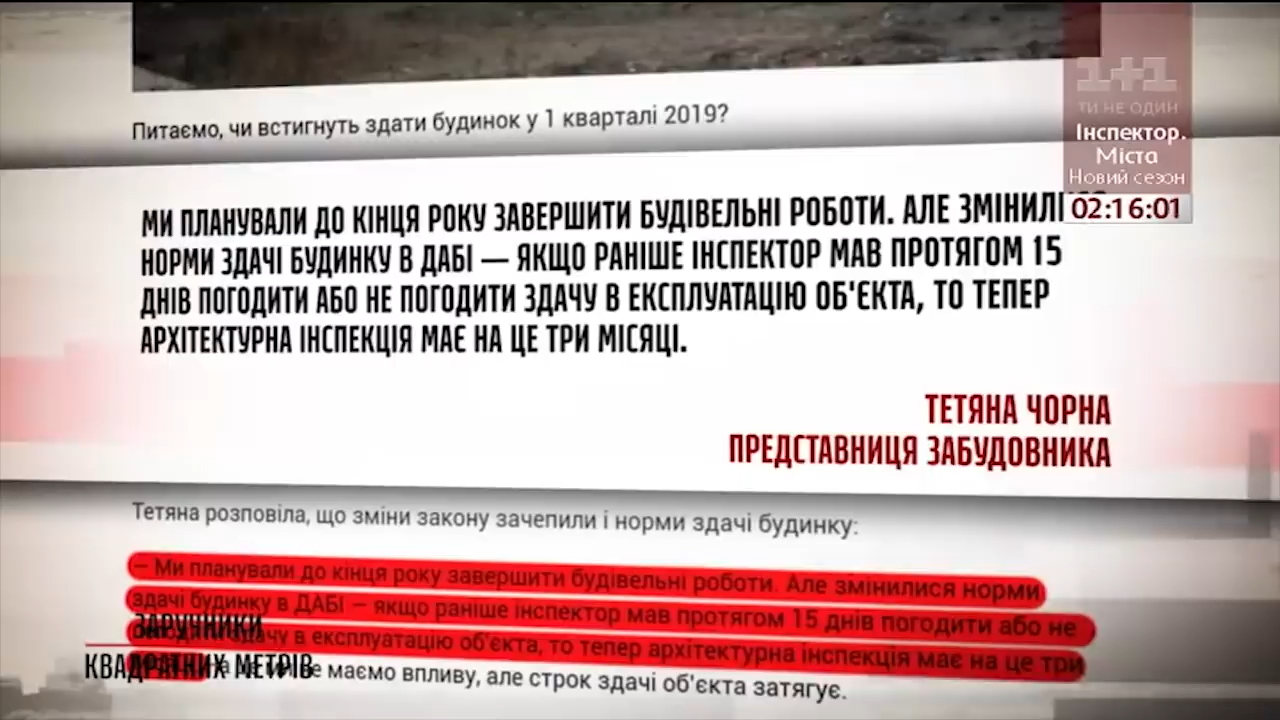 Питаємо, чи встигнуть здати будинок у 1 кварталі 2019?
1+1
ТИ НЕ ОДИН
Інспектор.
Міста
Новий сезон
02:16:01
МИ ПЛАНУВАЛИ ДО КІНЦЯ РОКУ ЗАВЕРШИТИ БУДІВЕЛЬНІ РОБОТИ. АЛЕ
НОРМИ ЗДАЧІ БУДИНКУ В ДАБІ — ЯКЩО РАНІШЕ ІНСПЕКТОР МАВ ПРОТЯГОМ 15
ДНІВ ПОГОДИТИ АБО НЕ ПОГОДИТИ ЗДАЧУ В ЕКСПЛУАТАЦІЮ ОБ'ЄКТА, ТО ТЕПЕР
АРХІТЕКТУРНА ІНСПЕКЦІЯ МАЄ НА ЦЕ ТРИ МІСЯЦІ.
ТЕТЯНА ЧОРНА
ПРЕДСТАВНИЦЯ ЗАБУДОВНИКА
Тетяна розповіла, що зміни закону зачепили і норми здачі будинку:
— Ми планували до кінця року завершити будівельні роботи. Але змінилися норми
здачі будинку в ДАБІ — якщо раніше інспектор мав протягом 15 днів погодити або не
здачу в експлуатацію об'єкта, то тепер архітектурна інспекція має на це три
маємо впливу, але строк здачі об'єкта затягує.
ЗАРУЧНИКИ
КВАДРАТНИХ МЕТРІВ